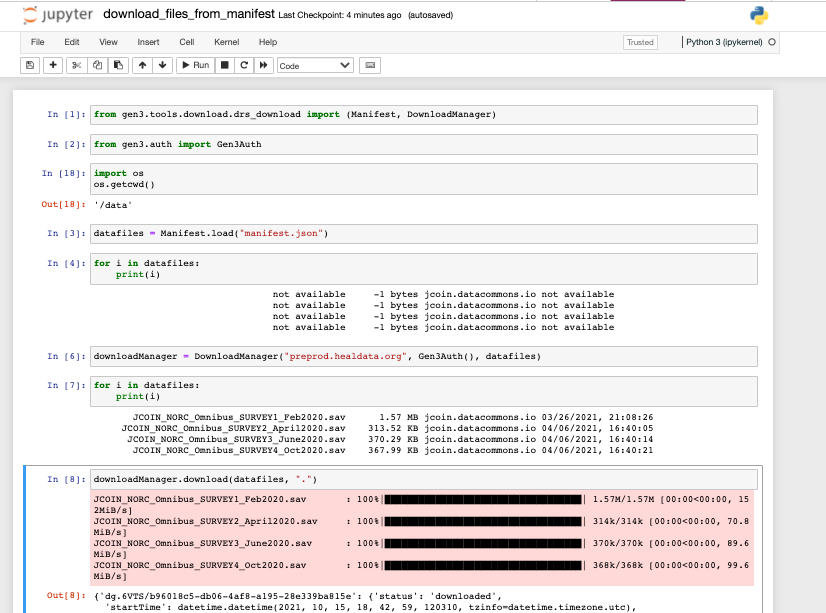 jupyter download_files_from_manifest Last Checkpoint: 4 minutes ago (autosaved)
File Edit View Insert Cell Kernel Help Trusted Python 3 (ipykernel)
Run Code
In [1]: from gen3.tools.download.drs_download import (Manifest, DownloadManager)
In [2]: from gen3.auth import Gen3Auth
In [18]: import os
os.getcwd()
Out[18]: '/data'
In [3]: datafiles = Manifest.load("manifest.json")
In [4]: for i in datafiles:
    print(i)
not available -1 bytes jcoin.datacommons.io not available
not available -1 bytes jcoin.datacommons.io not available
not available -1 bytes jcoin.datacommons.io not available
not available -1 bytes jcoin.datacommons.io not available
In [6]: downloadManager = DownloadManager("preprod.healdata.org", Gen3Auth(), datafiles)
In [7]: for i in datafiles:
    print(i)
JCOIN_NORC_Omnibus_SURVEY1_Feb2020.sav 1.57 MB jcoin.datacommons.io 03/26/2021, 21:08:26
JCOIN_NORC_Omnibus_SURVEY2_April2020.sav 313.52 KB jcoin.datacommons.io 04/06/2021, 16:40:05
JCOIN_NORC_Omnibus_SURVEY3_June2020.sav 370.29 KB jcoin.datacommons.io 04/06/2021, 16:40:14
JCOIN_NORC_Omnibus_SURVEY4_Oct2020.sav 367.99 KB jcoin.datacommons.io 04/06/2021, 16:40:21
In [8]: downloadManager.download(datafiles, ".")
JCOIN_NORC_Omnibus_SURVEY1_Feb2020.sav : 100%| | 1.57M/1.57M [00:00<00:00, 15
2MiB/s]
JCOIN_NORC_Omnibus_SURVEY2_April2020.sav : 100%| | 314k/314k [00:00<00:00, 70.8
MiB/s]
JCOIN_NORC_Omnibus_SURVEY3_June2020.sav : 100%| | 370k/370k [00:00<00:00, 89.6
MiB/s]
JCOIN_NORC_Omnibus_SURVEY4_Oct2020.sav : 100%| | 368k/368k [00:00<00:00, 99.6
MiB/s]
Out[8]: {'dg.6VTS/b96018c5-db06-4af8-a195-28e339ba815e': {'status': 'downloaded',
'startTime': datetime.datetime(2021, 10, 15, 18, 42, 59, 120310, tzinfo=datetime.timezone.utc),